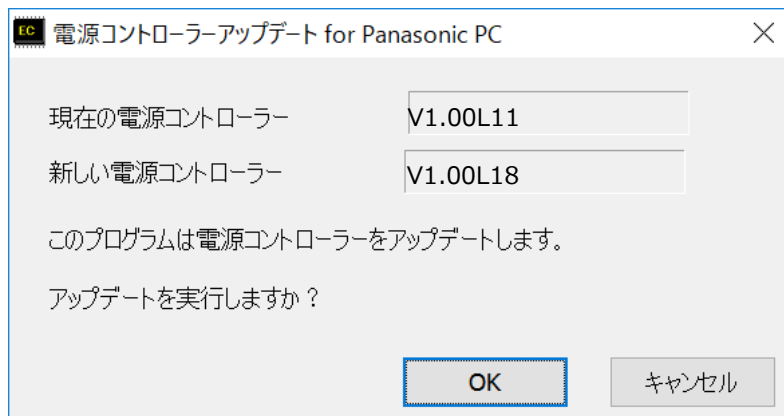 EC 電源コントローラーアップデート for Panasonic PC
現在の電源コントローラー V1.00L11
新しい電源コントローラー V1.00L18
このプログラムは電源コントローラーをアップデートします。
アップデートを実行しますか？
OK キャンセル